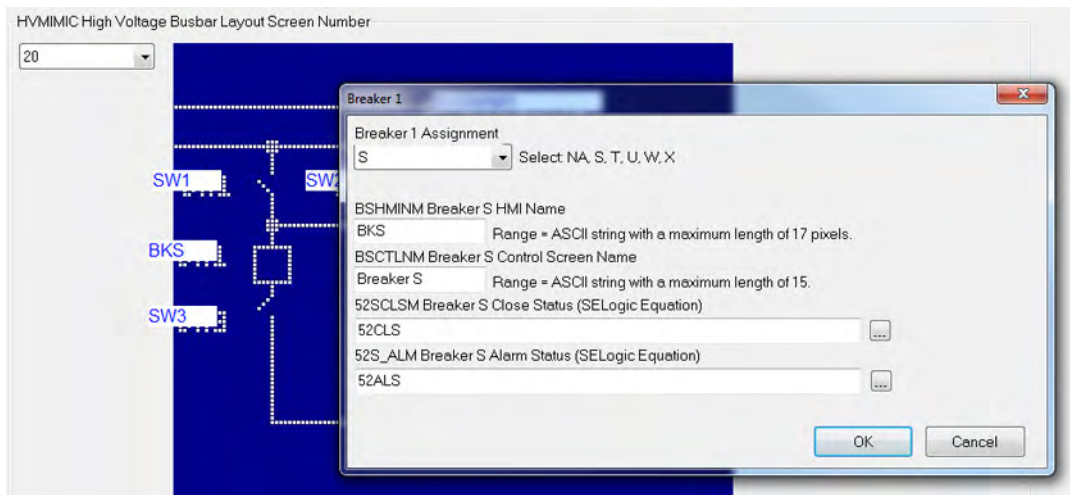 HVMIMIC High Voltage Busbar Layout Screen Number
20
Breaker 1
Breaker 1 Assignment
S
Select NA, S, T, U, W, X
SW1
SW2
BSHMINM Breaker S HMI Name
BKS
Range = ASCII string with a maximum length of 17 pixels.
BKS
BSCTLNM Breaker S Control Screen Name
Breaker S
Range = ASCII string with a maximum length of 15.
52SCLSM Breaker S Close Status (SELogic Equation)
SW3
52CLS
...
52S_ALM Breaker S Alarm Status (SELogic Equation)
52ALS
...
OK
Cancel